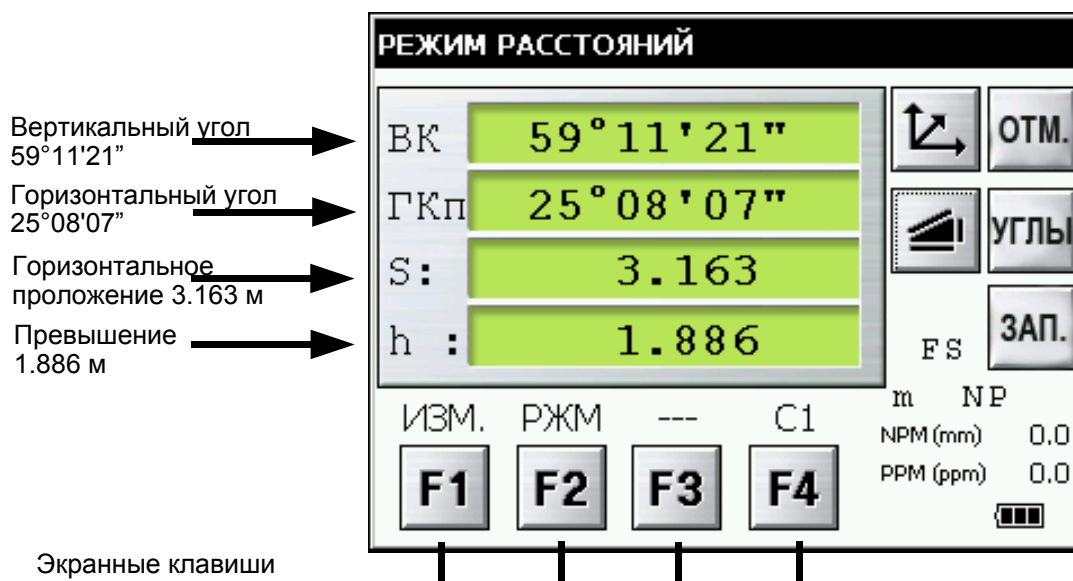 РЕЖИМ РАССТОЯНИЙ
Вертикальный угол
59°11'21”
Горизонтальный угол
25°08'07”
Горизонтальное
проложение 3.163 м
Превышение
1.886 м
ВК 59°11'21"
ГКп 25°08'07"
S: 3.163
h : 1.886
ОТМ.
УГЛЫ
ЗАП.
FS
m NP
NPM (mm) 0.0
PPM (ppm) 0.0
ИЗМ. РЖМ --- С1
F1 F2 F3 F4
Экранные клавиши